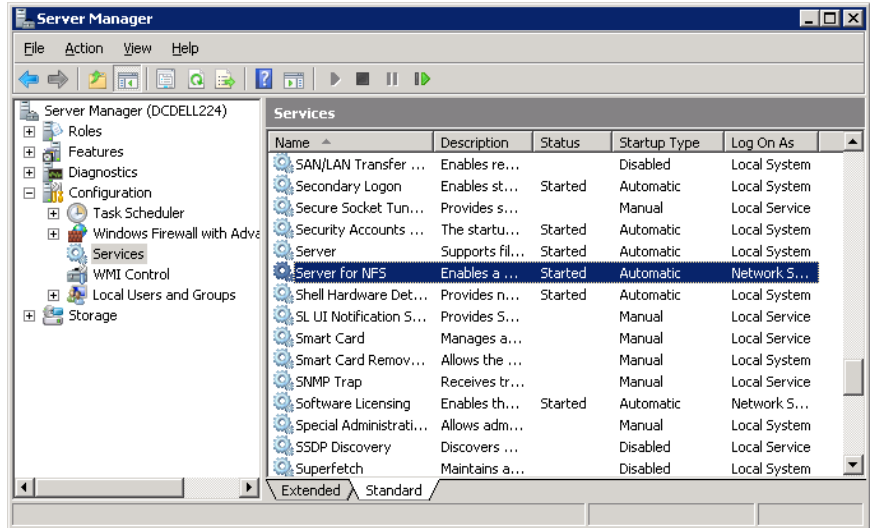 Server Manager
File Action View Help
Server Manager (DCDELL224)
Roles
Features
Diagnostics
Configuration
Task Scheduler
Windows Firewall with Adva
Services
WMI Control
Local Users and Groups
Storage
Services
Name Description Status Startup Type Log On As
SAN/LAN Transfer ... Enables re... Disabled Local System
Secondary Logon Enables st... Started Automatic Local System
Secure Socket Tun... Provides s... Manual Local Service
Security Accounts ... The startu... Started Automatic Local System
Server Supports fil... Started Automatic Local System
Server for NFS Enables a ... Started Automatic Network S...
Shell Hardware Det... Provides n... Started Automatic Local System
SL UI Notification S... Provides S... Manual Local Service
Smart Card Manages a... Manual Local Service
Smart Card Remov... Allows the ... Manual Local System
SNMP Trap Receives tr... Manual Local Service
Software Licensing Enables th... Started Automatic Network S...
Special Administrati... Allows adm... Manual Local System
SSDP Discovery Discovers ... Disabled Local Service
Superfetch Maintains a... Disabled Local System
Extended Standard